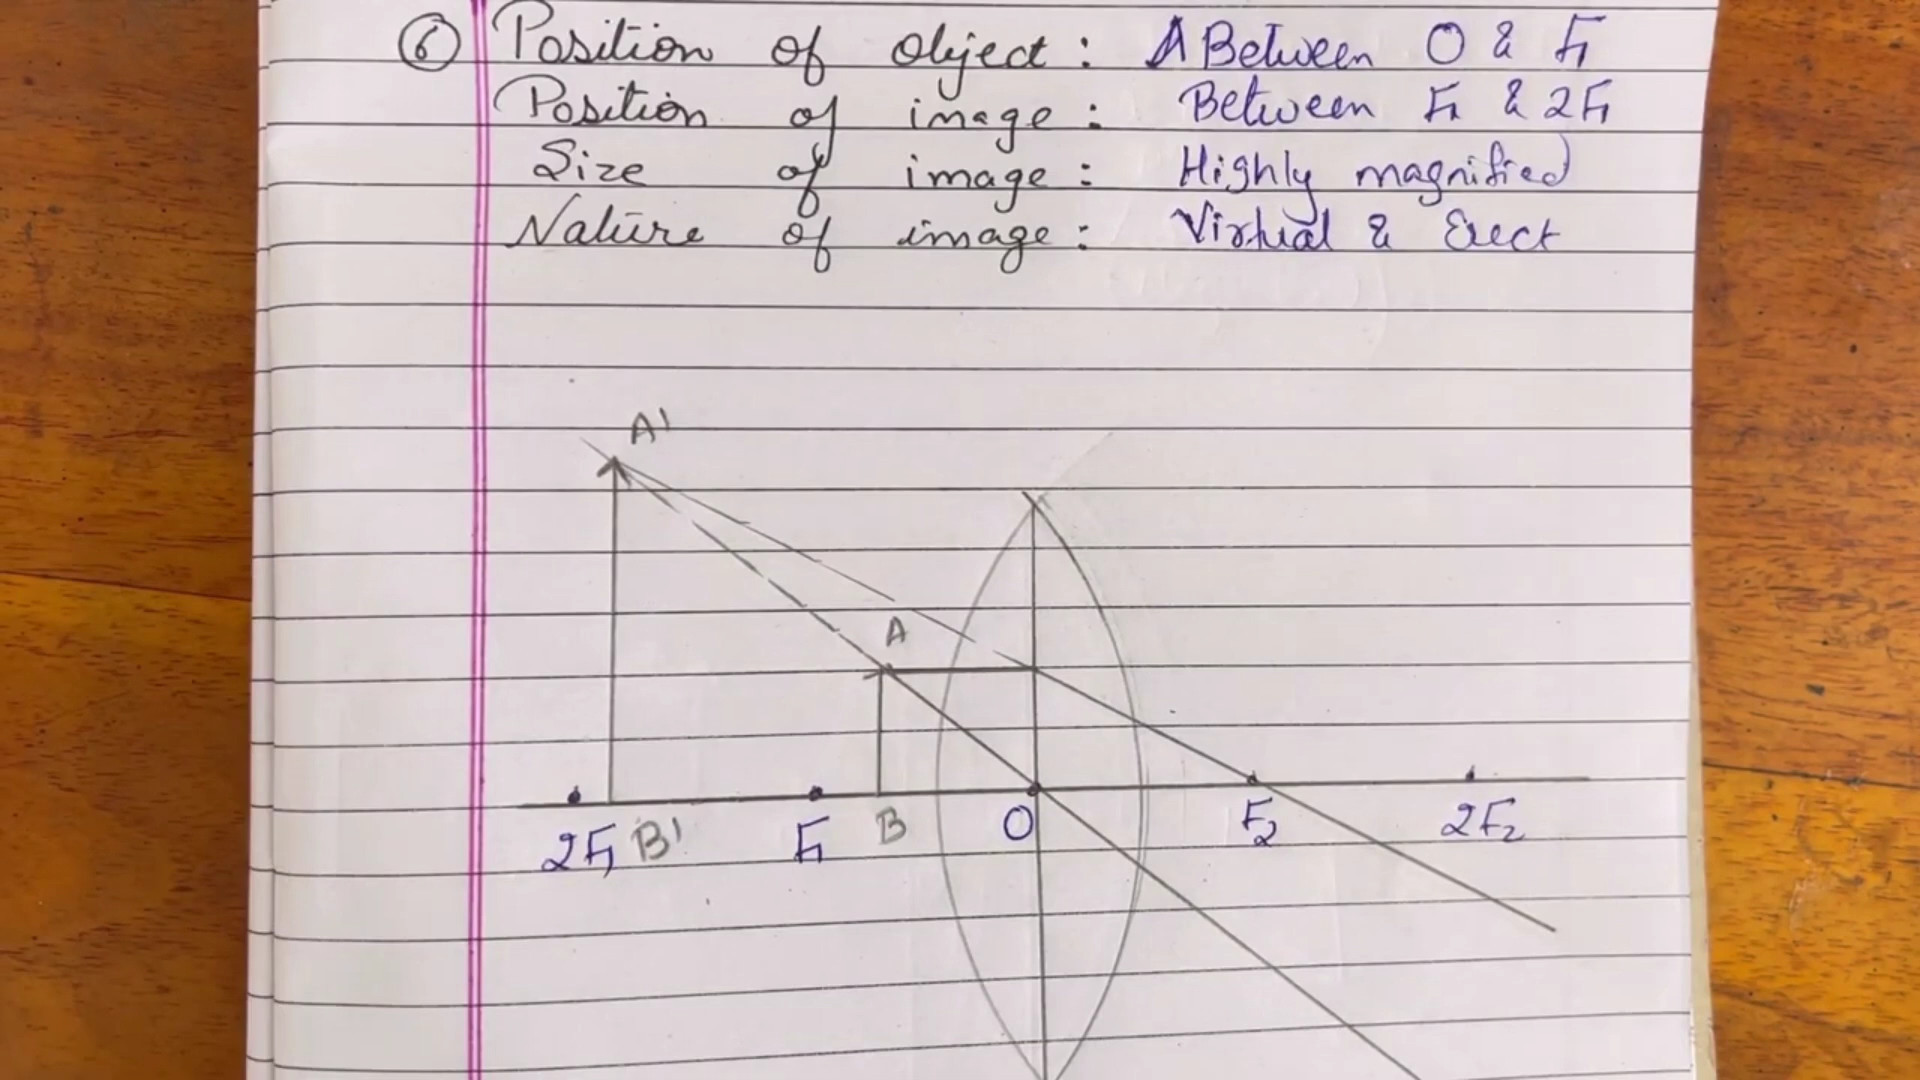 6 Position of object : Between O & F1
Position of image : Between F1 & 2F1
Size of image : Highly magnified
Nature of image : Virtual & Erect
A'
A
2F1 B' F1 B O F2 2F2